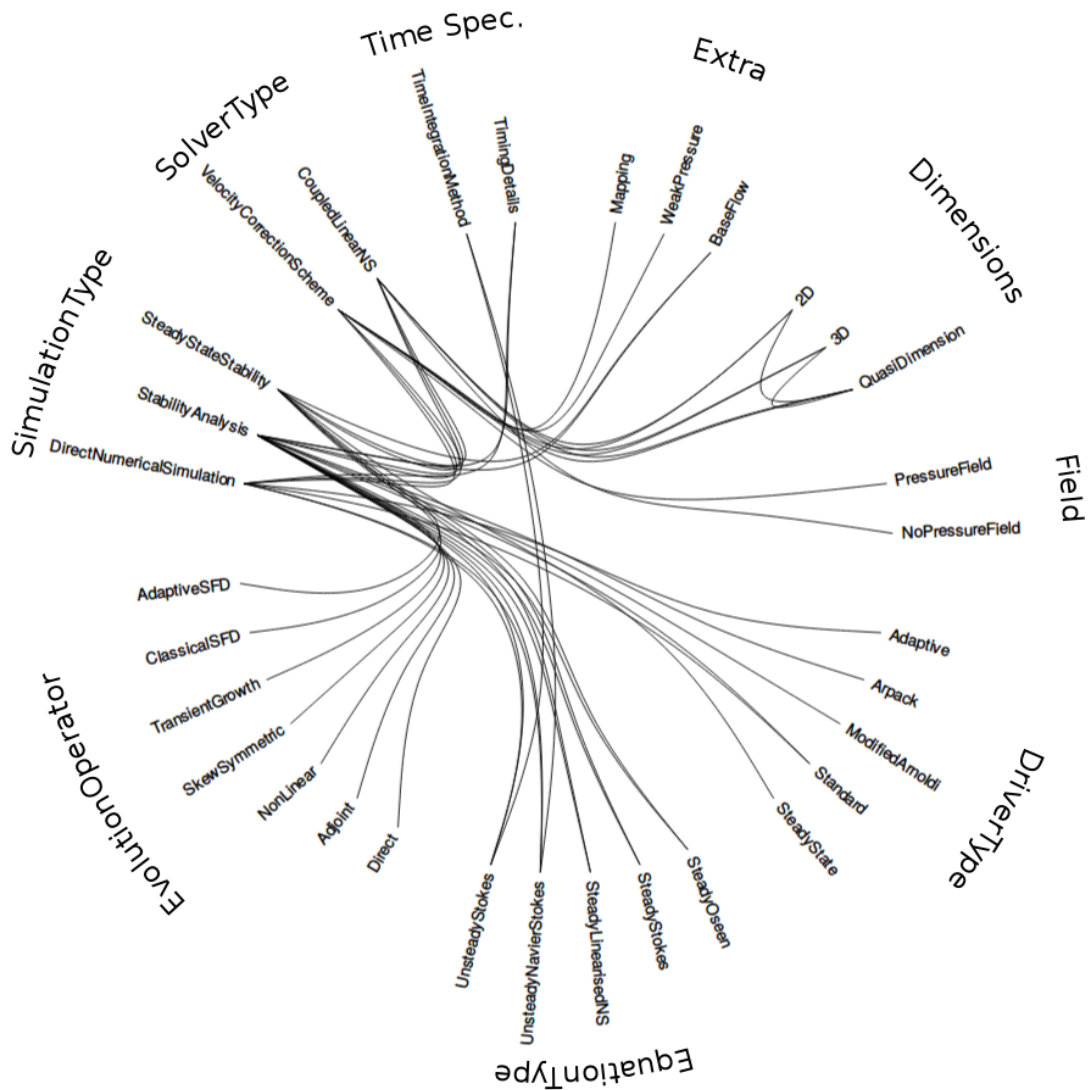 Time Spec.
TimeIntegrationMethod
TimingDetails
Extra
Mapping
WeakPressure
BaseFlow
Dimensions
2D
3D
QuasiDimension
Field
PressureField
NoPressureField
DriverType
Adaptive
Arpack
ModifiedArnoldi
Standard
SteadyState
EquationType
SteadyOseen
SteadyStokes
SteadyLinearisedNS
UnsteadyNavierStokes
UnsteadyStokes
EvolutionOperator
Direct
Adjoint
NonLinear
SkewSymmetric
TransientGrowth
ClassicalSFD
AdaptiveSFD
SimulationType
DirectNumericalSimulation
StabilityAnalysis
SteadyStateStability
SolverType
VelocityCorrectionScheme
CoupledLinearNS